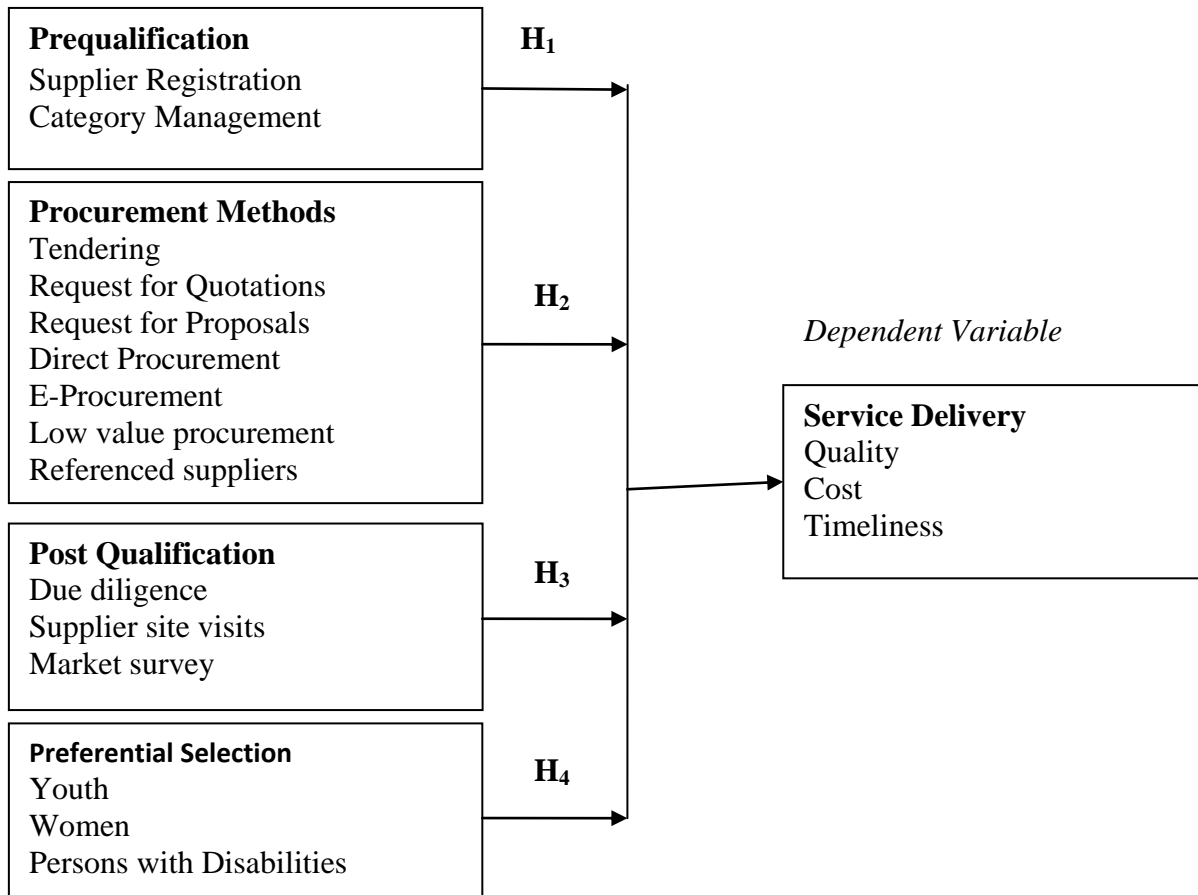 Prequalification
Supplier Registration
Category Management
H₁
Procurement Methods
Tendering
Request for Quotations
Request for Proposals
Direct Procurement
E-Procurement
Low value procurement
Referenced suppliers
H₂
Post Qualification
Due diligence
Supplier site visits
Market survey
H₃
Preferential Selection
Youth
Women
Persons with Disabilities
H₄
Dependent Variable
Service Delivery
Quality
Cost
Timeliness